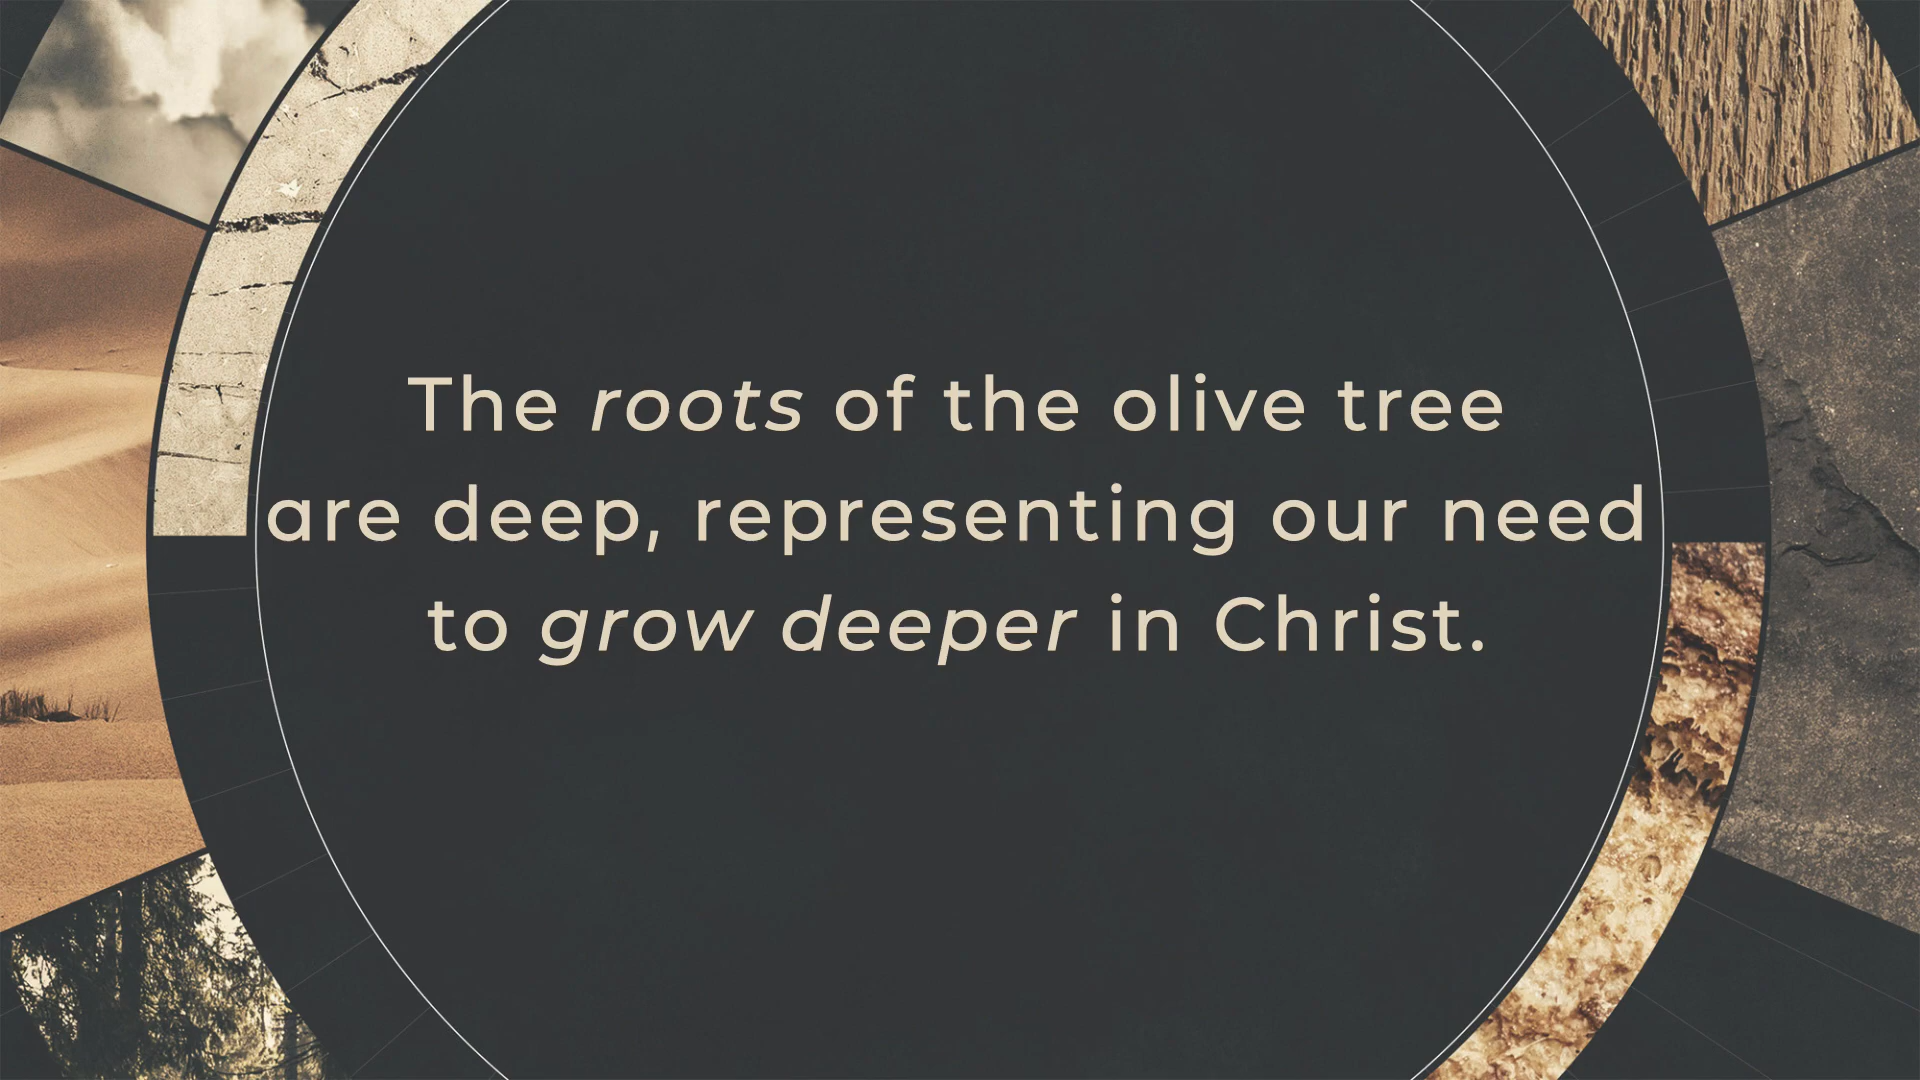 The roots of the olive tree
are deep, representing our need
to grow deeper in Christ.